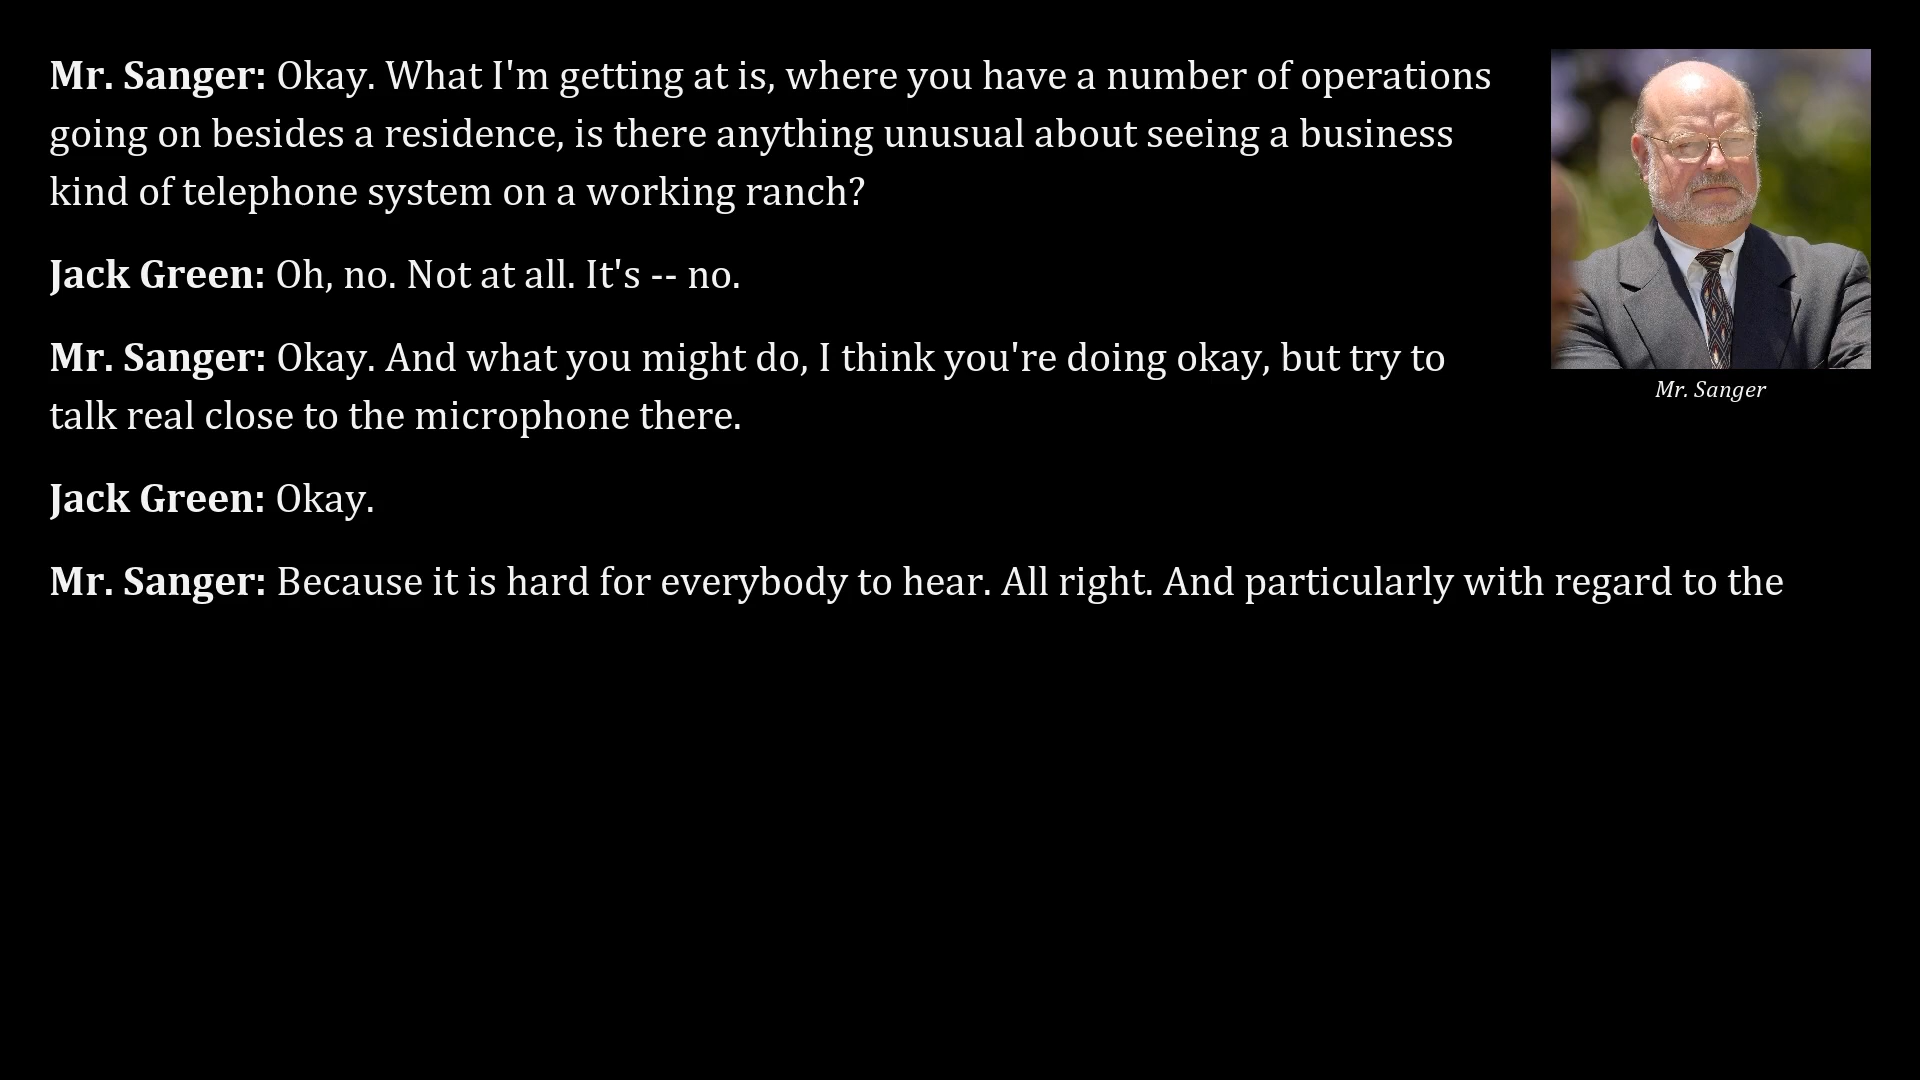 Mr. Sanger: Okay. What I'm getting at is, where you have a number of operations
going on besides a residence, is there anything unusual about seeing a business
kind of telephone system on a working ranch?
Jack Green: Oh, no. Not at all. It's -- no.
Mr. Sanger: Okay. And what you might do, I think you're doing okay, but try to
talk real close to the microphone there.
Jack Green: Okay.
Mr. Sanger: Because it is hard for everybody to hear. All right. And particularly with regard to the
Mr. Sanger